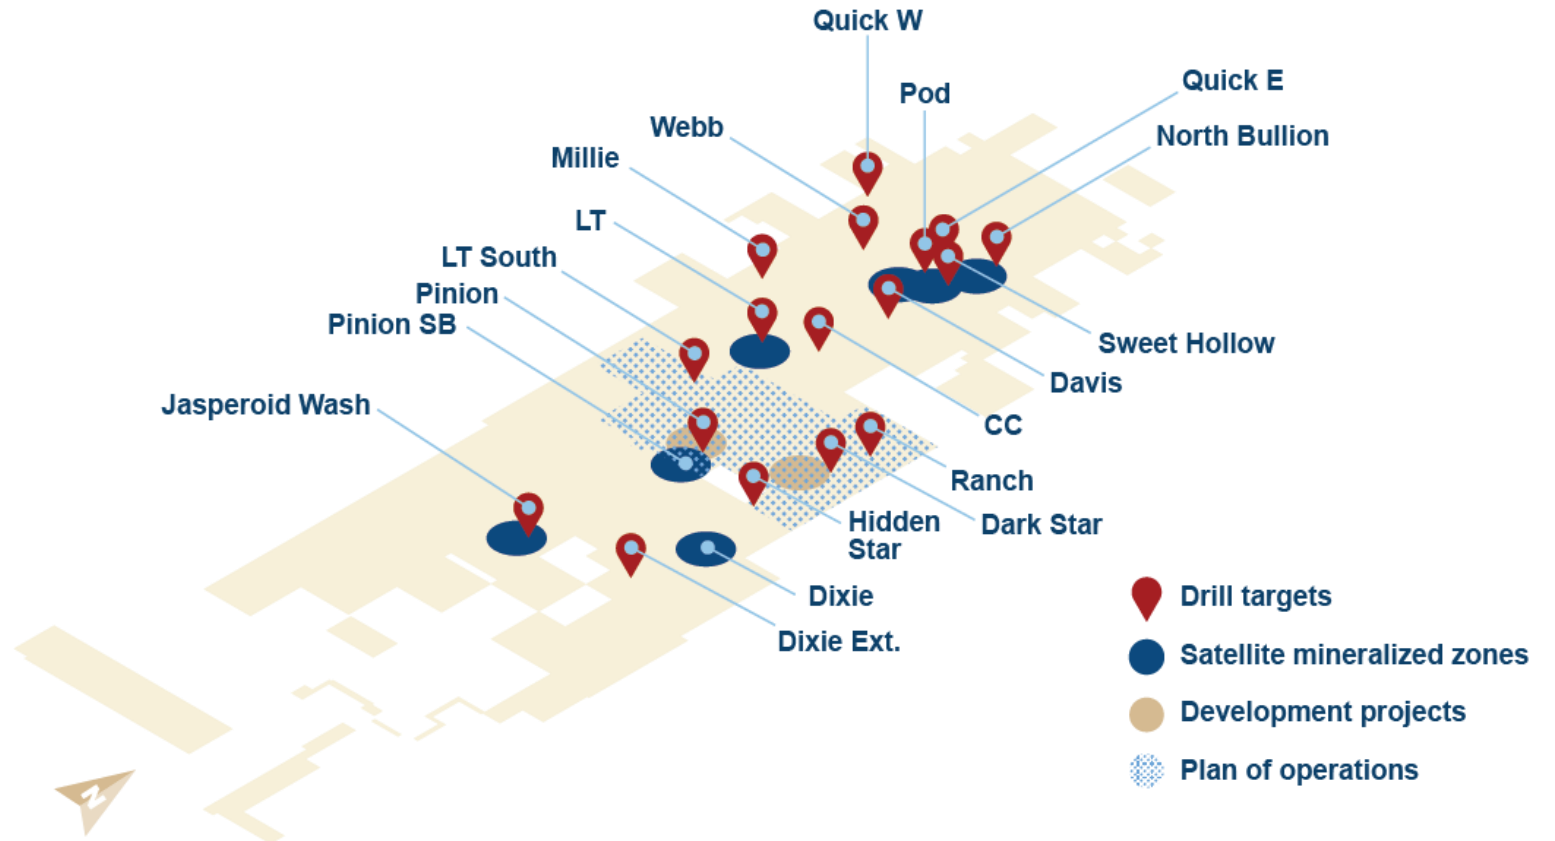 Quick W
Quick E
Pod
Webb
North Bullion
Millie
LT
LT South
Pinion
Pinion SB
Sweet Hollow
Davis
Jasperoid Wash
CC
Ranch
Hidden
Star
Dark Star
Dixie
Dixie Ext.
Drill targets
Satellite mineralized zones
Development projects
Plan of operations
N